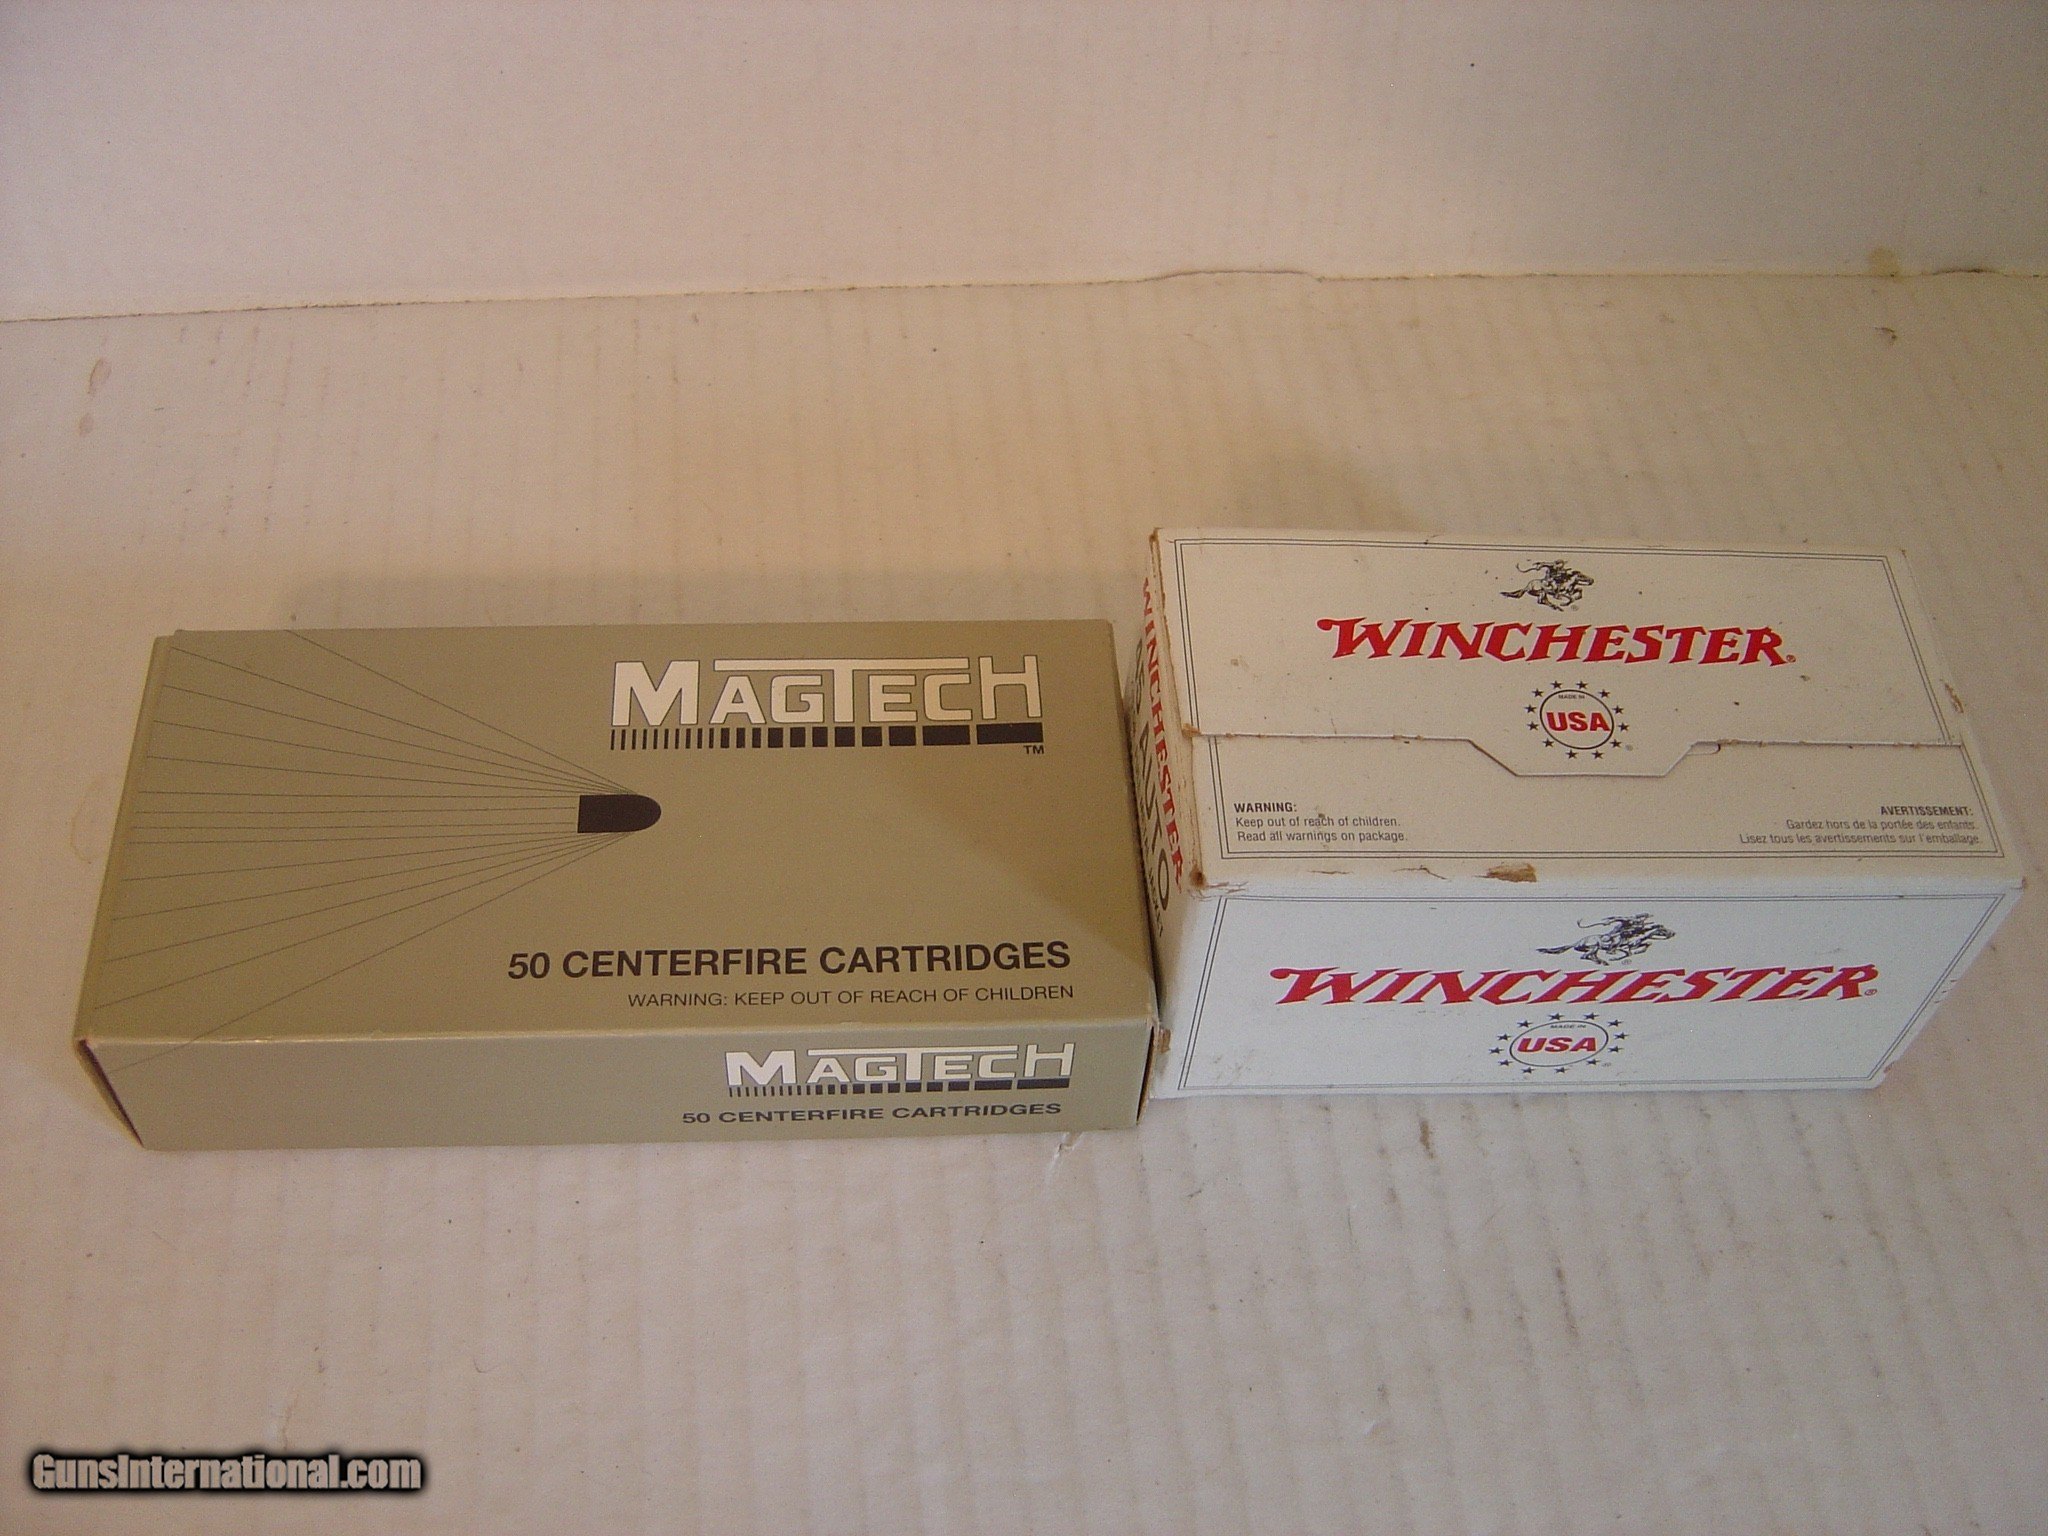 MAGTECH
TM
50 CENTERFIRE CARTRIDGES
WARNING: KEEP OUT OF REACH OF CHILDREN
MAGTECH
50 CENTERFIRE CARTRIDGES
WINCHESTER
AUTO
WINCHESTER®
MADE IN
USA
®
WARNING:
Keep out of reach of children.
Read all warnings on package.
AVERTISSEMENT:
Gardez hors de la portée des enfants.
Lisez tous les avertissements sur l'emballage.
WINCHESTER®
MADE IN
USA
®
GunsInternational.com